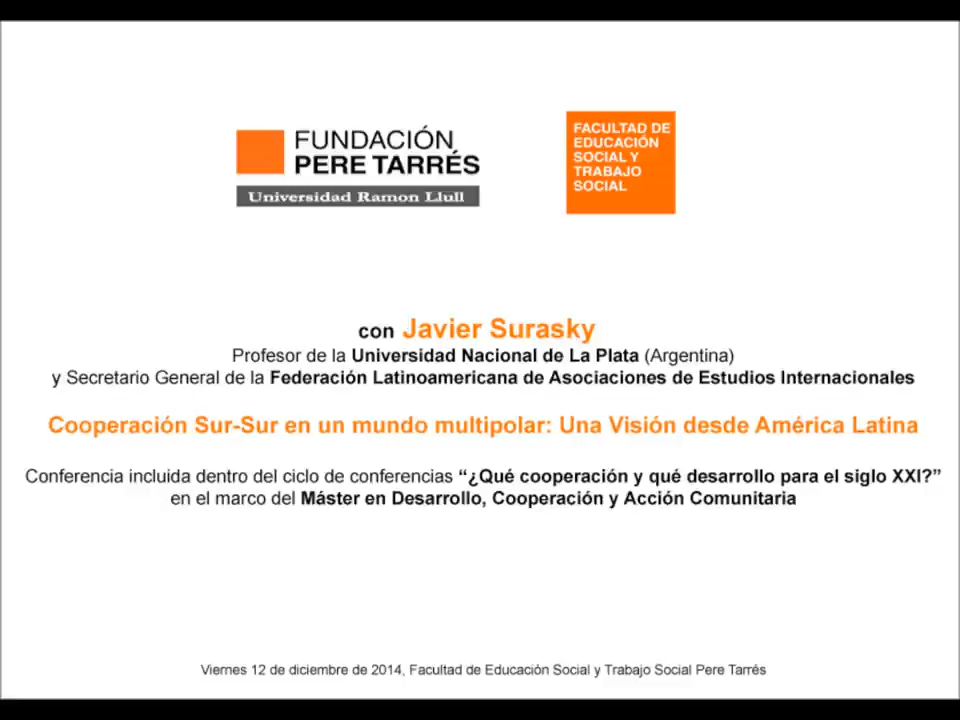 FUNDACIÓN
PERE TARRÉS
Universidad Ramon Llull
FACULTAD DE
EDUCACIÓN
SOCIAL Y
TRABAJO
SOCIAL
con Javier Surasky
Profesor de la Universidad Nacional de La Plata (Argentina)
y Secretario General de la Federación Latinoamericana de Asociaciones de Estudios Internacionales
Cooperación Sur-Sur en un mundo multipolar: Una Visión desde América Latina
Conferencia incluida dentro del ciclo de conferencias “¿Qué cooperación y qué desarrollo para el siglo XXI?”
en el marco del Máster en Desarrollo, Cooperación y Acción Comunitaria
Viernes 12 de diciembre de 2014, Facultad de Educación Social y Trabajo Social Pere Tarrés